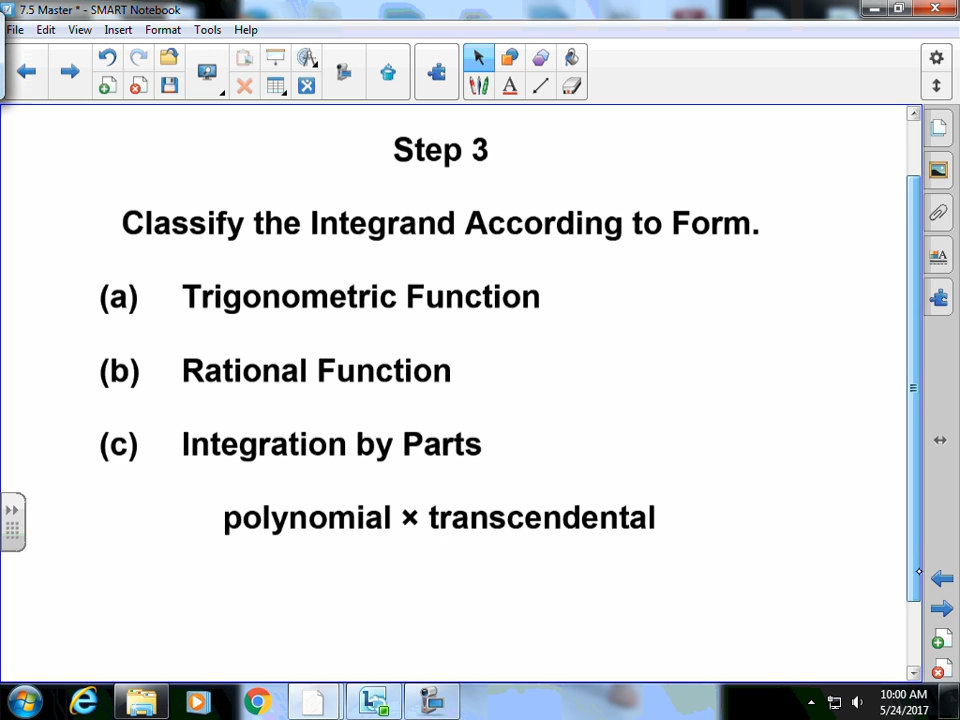 7.5 Master * - SMART Notebook
File Edit View Insert Format Tools Help
Step 3
Classify the Integrand According to Form.
(a) Trigonometric Function
(b) Rational Function
(c) Integration by Parts
polynomial × transcendental
10:00 AM
5/24/2017